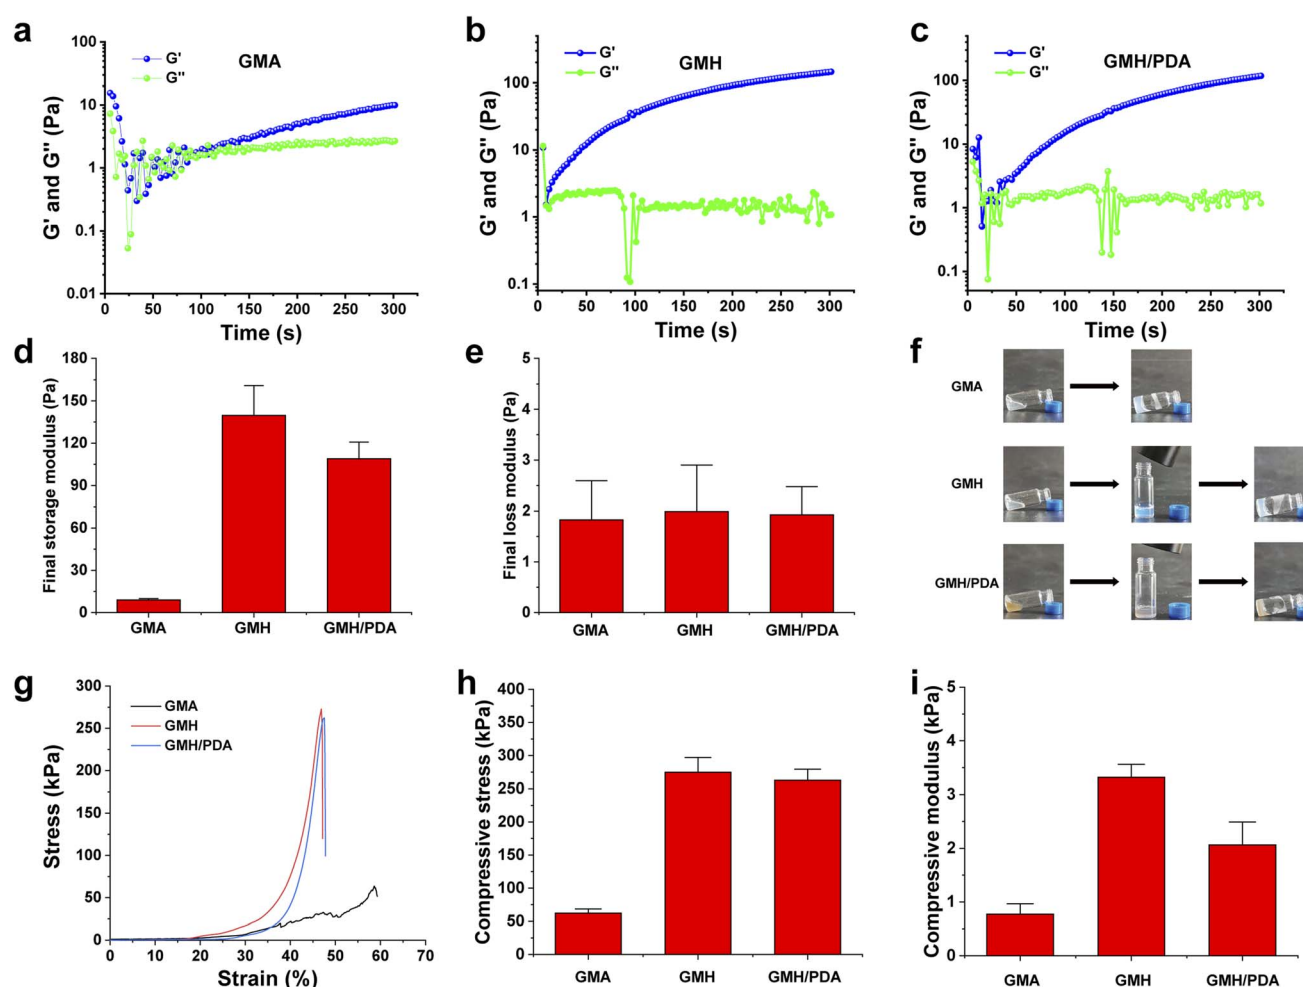 a
G' and G'' (Pa)
100
10
1
0.1
0.01
G'
G''
GMA
0 50 100 150 200 250 300
Time (s)
b
G' and G'' (Pa)
100
10
1
0.1
G'
G''
GMH
0 50 100 150 200 250 300
Time (s)
c
G' and G'' (Pa)
100
10
1
0.1
G'
G''
GMH/PDA
0 50 100 150 200 250 300
Time (s)
d
Final storage modulus (Pa)
180
150
120
90
60
30
0
GMA GMH GMH/PDA
e
Final loss modulus (Pa)
5
4
3
2
1
0
GMA GMH GMH/PDA
f
GMA
GMH
GMH/PDA
g
Stress (kPa)
300
250
200
150
100
50
0
GMA
GMH
GMH/PDA
0 10 20 30 40 50 60 70
Strain (%)
h
Compressive stress (kPa)
400
350
300
250
200
150
100
50
0
GMA GMH GMH/PDA
i
Compressive modulus (kPa)
5
4
3
2
1
0
GMA GMH GMH/PDA